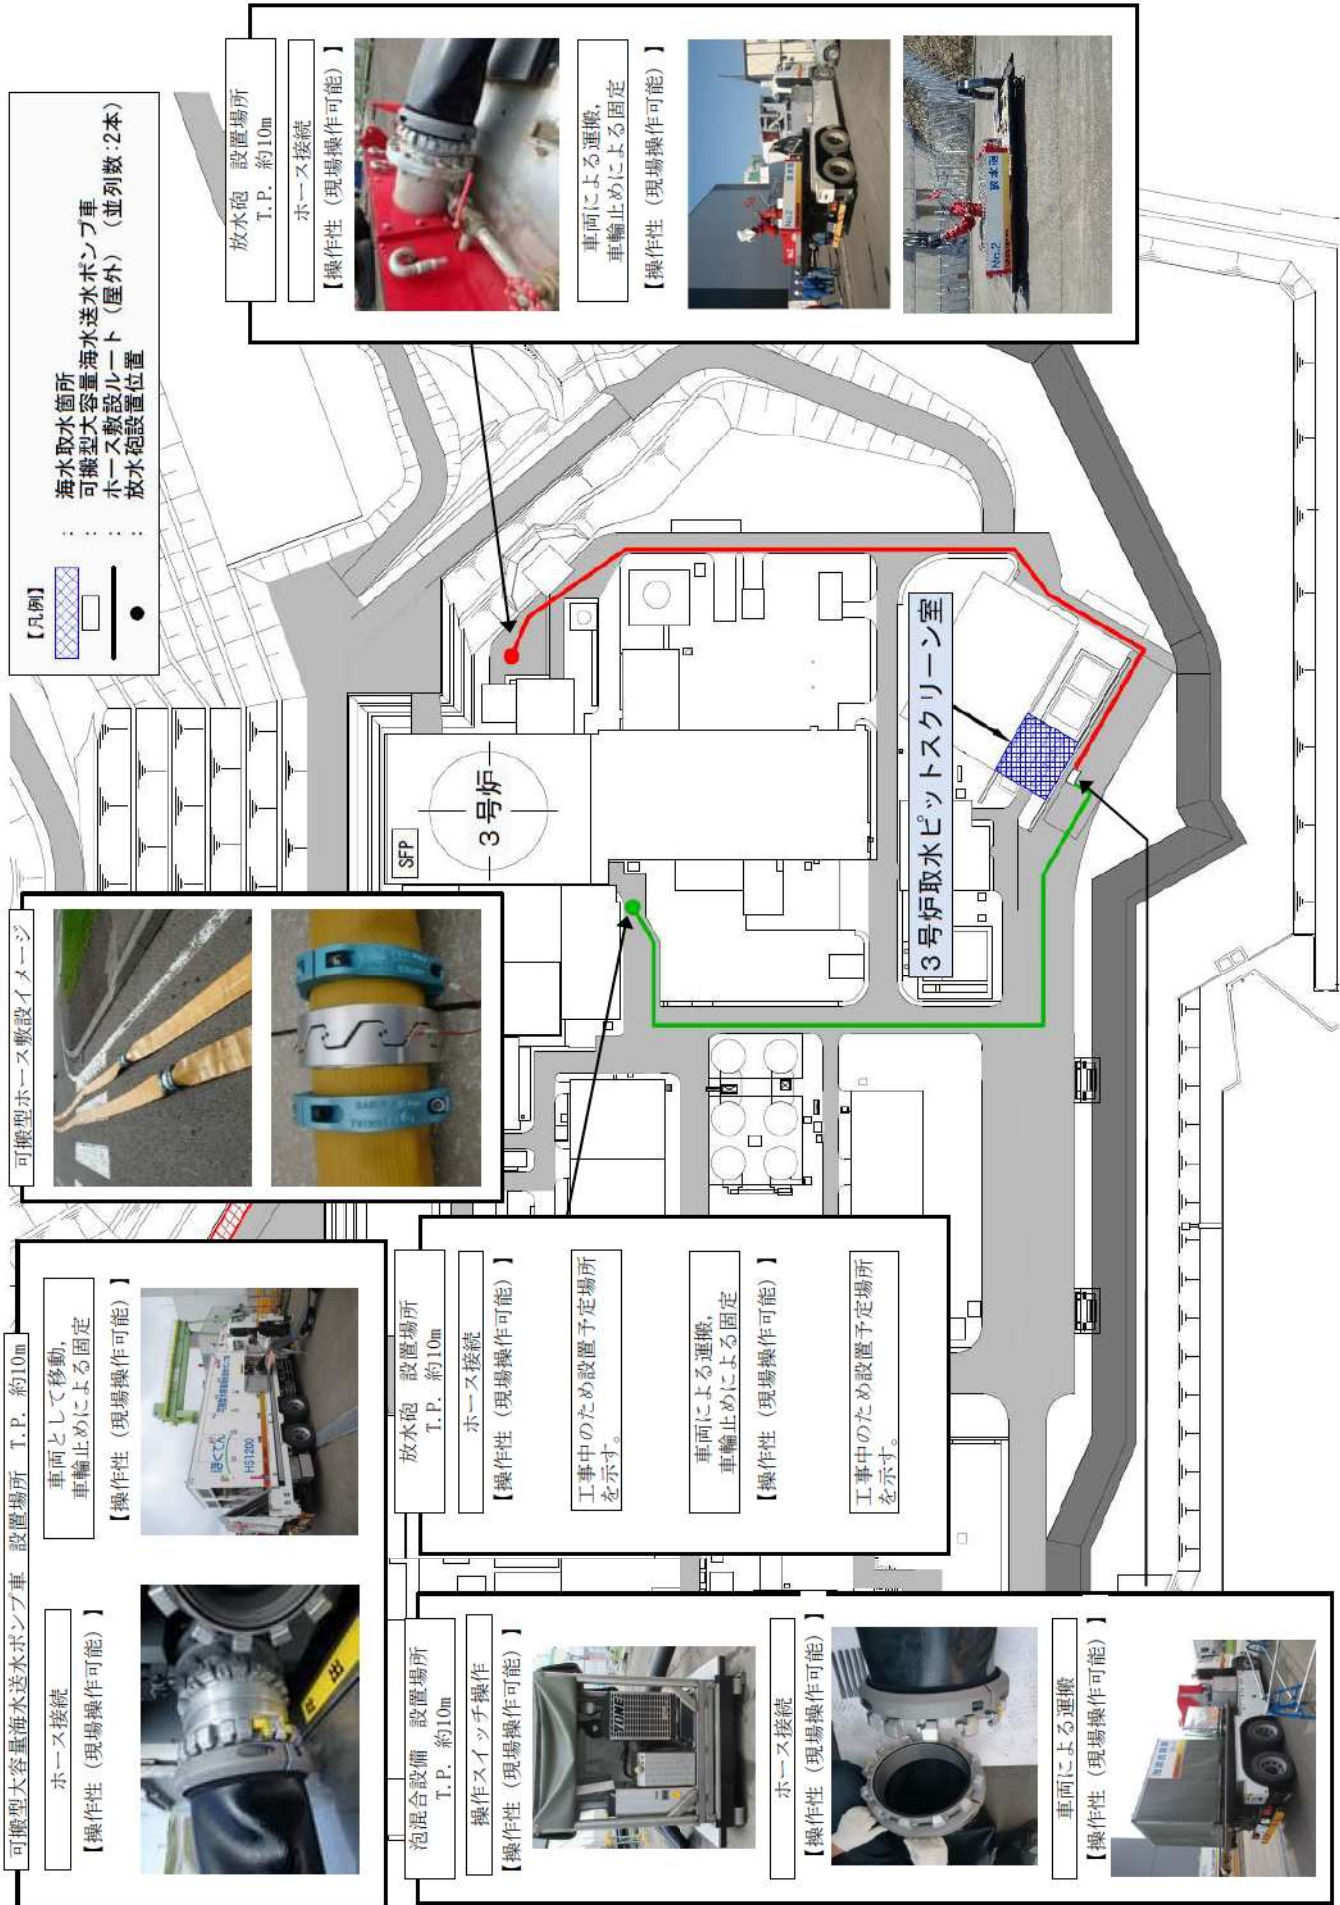 可搬型大容量海水送水ポンプ車　設置場所　T.P. 約10m
ホース接続
【操作性（現場操作可能）】
車両として移動,
車輪止めによる固定
【操作性（現場操作可能）】
ほくでん
HS1200
可搬型ホース敷設イメージ
【凡例】
： 海水取水箇所
： 可搬型大容量海水送水ポンプ車
： ホース敷設ルート（屋外）（並列数：2本）
： 放水砲設置位置
放水砲　設置場所
T.P. 約10m
ホース接続
【操作性（現場操作可能）】
車両による運搬,
車輪止めによる固定
【操作性（現場操作可能）】
No.2
放水砲
No.2
放水砲　設置場所
T.P. 約10m
ホース接続
【操作性（現場操作可能）】
工事中のため設置予定場所
を示す。
車両による運搬,
車輪止めによる固定
【操作性（現場操作可能）】
工事中のため設置予定場所
を示す。
泡混合設備　設置場所
T.P. 約10m
操作スイッチ操作
【操作性（現場操作可能）】
ホース接続
【操作性（現場操作可能）】
車両による運搬
【操作性（現場操作可能）】
SFP
3号炉
3号炉取水ピットスクリーン室